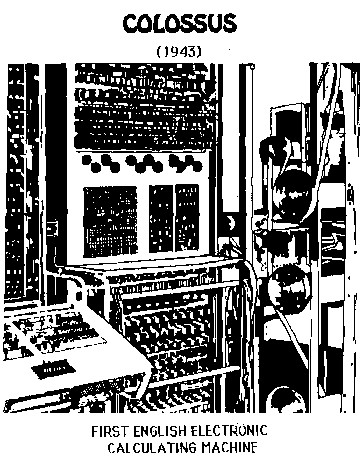 COLOSSUS
(1943)
FIRST ENGLISH ELECTRONIC
CALCULATING MACHINE